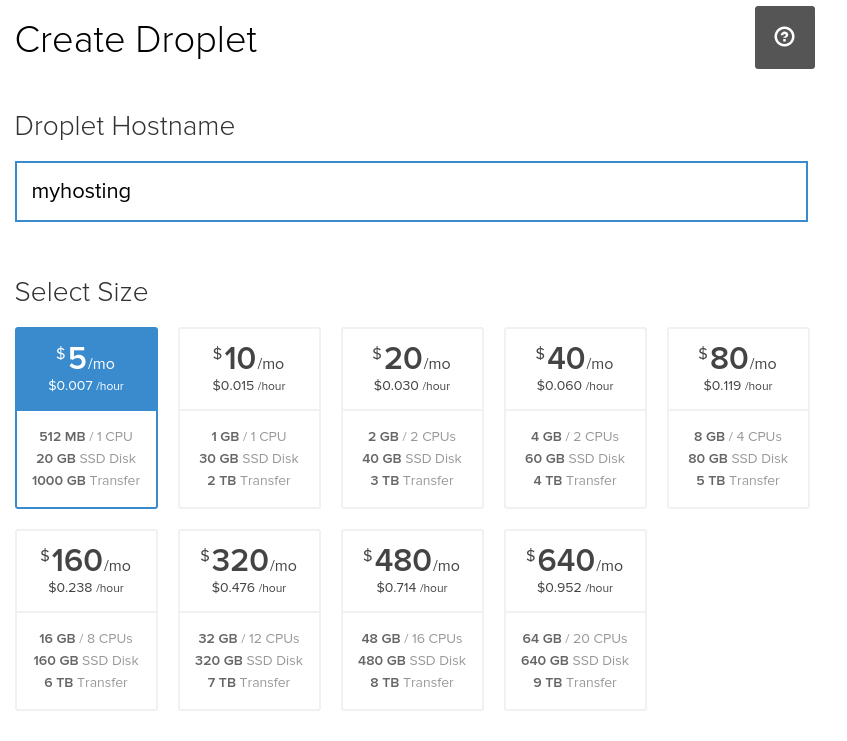 Create Droplet
?
Droplet Hostname
myhosting
Select Size
$5/mo
$0.007 /hour
512 MB / 1 CPU
20 GB SSD Disk
1000 GB Transfer
$10/mo
$0.015 /hour
1 GB / 1 CPU
30 GB SSD Disk
2 TB Transfer
$20/mo
$0.030 /hour
2 GB / 2 CPUs
40 GB SSD Disk
3 TB Transfer
$40/mo
$0.060 /hour
4 GB / 2 CPUs
60 GB SSD Disk
4 TB Transfer
$80/mo
$0.119 /hour
8 GB / 4 CPUs
80 GB SSD Disk
5 TB Transfer
$160/mo
$0.238 /hour
16 GB / 8 CPUs
160 GB SSD Disk
6 TB Transfer
$320/mo
$0.476 /hour
32 GB / 12 CPUs
320 GB SSD Disk
7 TB Transfer
$480/mo
$0.714 /hour
48 GB / 16 CPUs
480 GB SSD Disk
8 TB Transfer
$640/mo
$0.952 /hour
64 GB / 20 CPUs
640 GB SSD Disk
9 TB Transfer